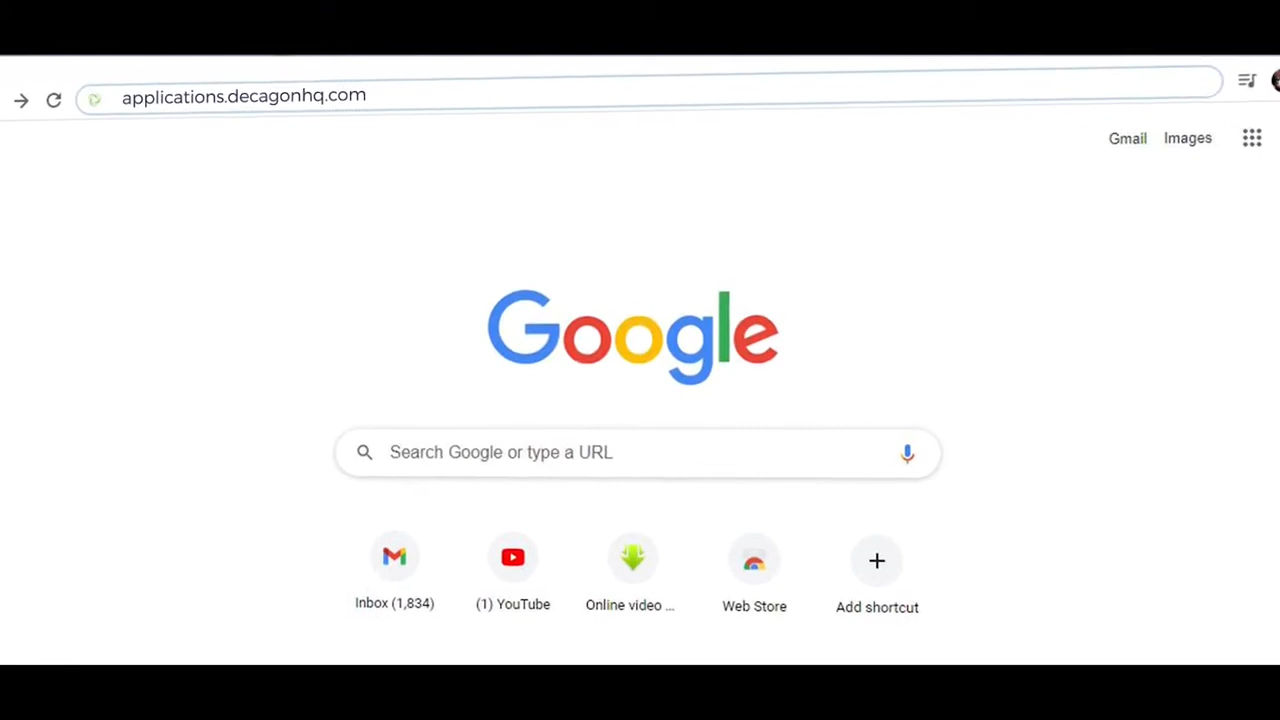 applications.decagonhq.com
Gmail Images
Google
Search Google or type a URL
Inbox (1,834) (1) YouTube Online video ... Web Store Add shortcut